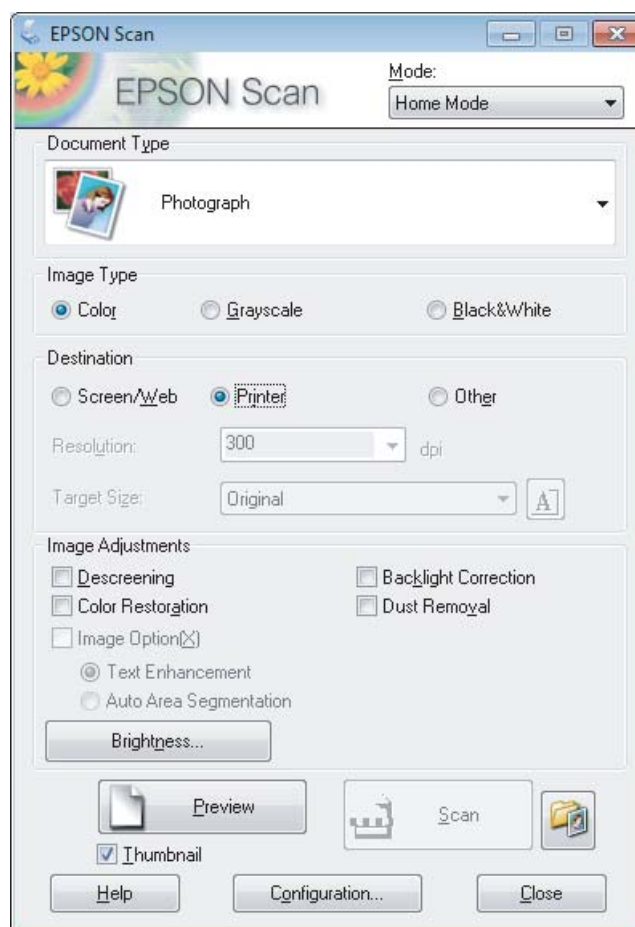 EPSON Scan
EPSON Scan
Mode:
Home Mode
Document Type
Photograph
Image Type
Color Grayscale Black&White
Destination
Screen/Web Printer Other
Resolution: 300 dpi
Target Size: Original A
Image Adjustments
Descreening Backlight Correction
Color Restoration Dust Removal
Image Option(X)
Text Enhancement
Auto Area Segmentation
Brightness...
Preview Scan
Thumbnail
Help Configuration... Close